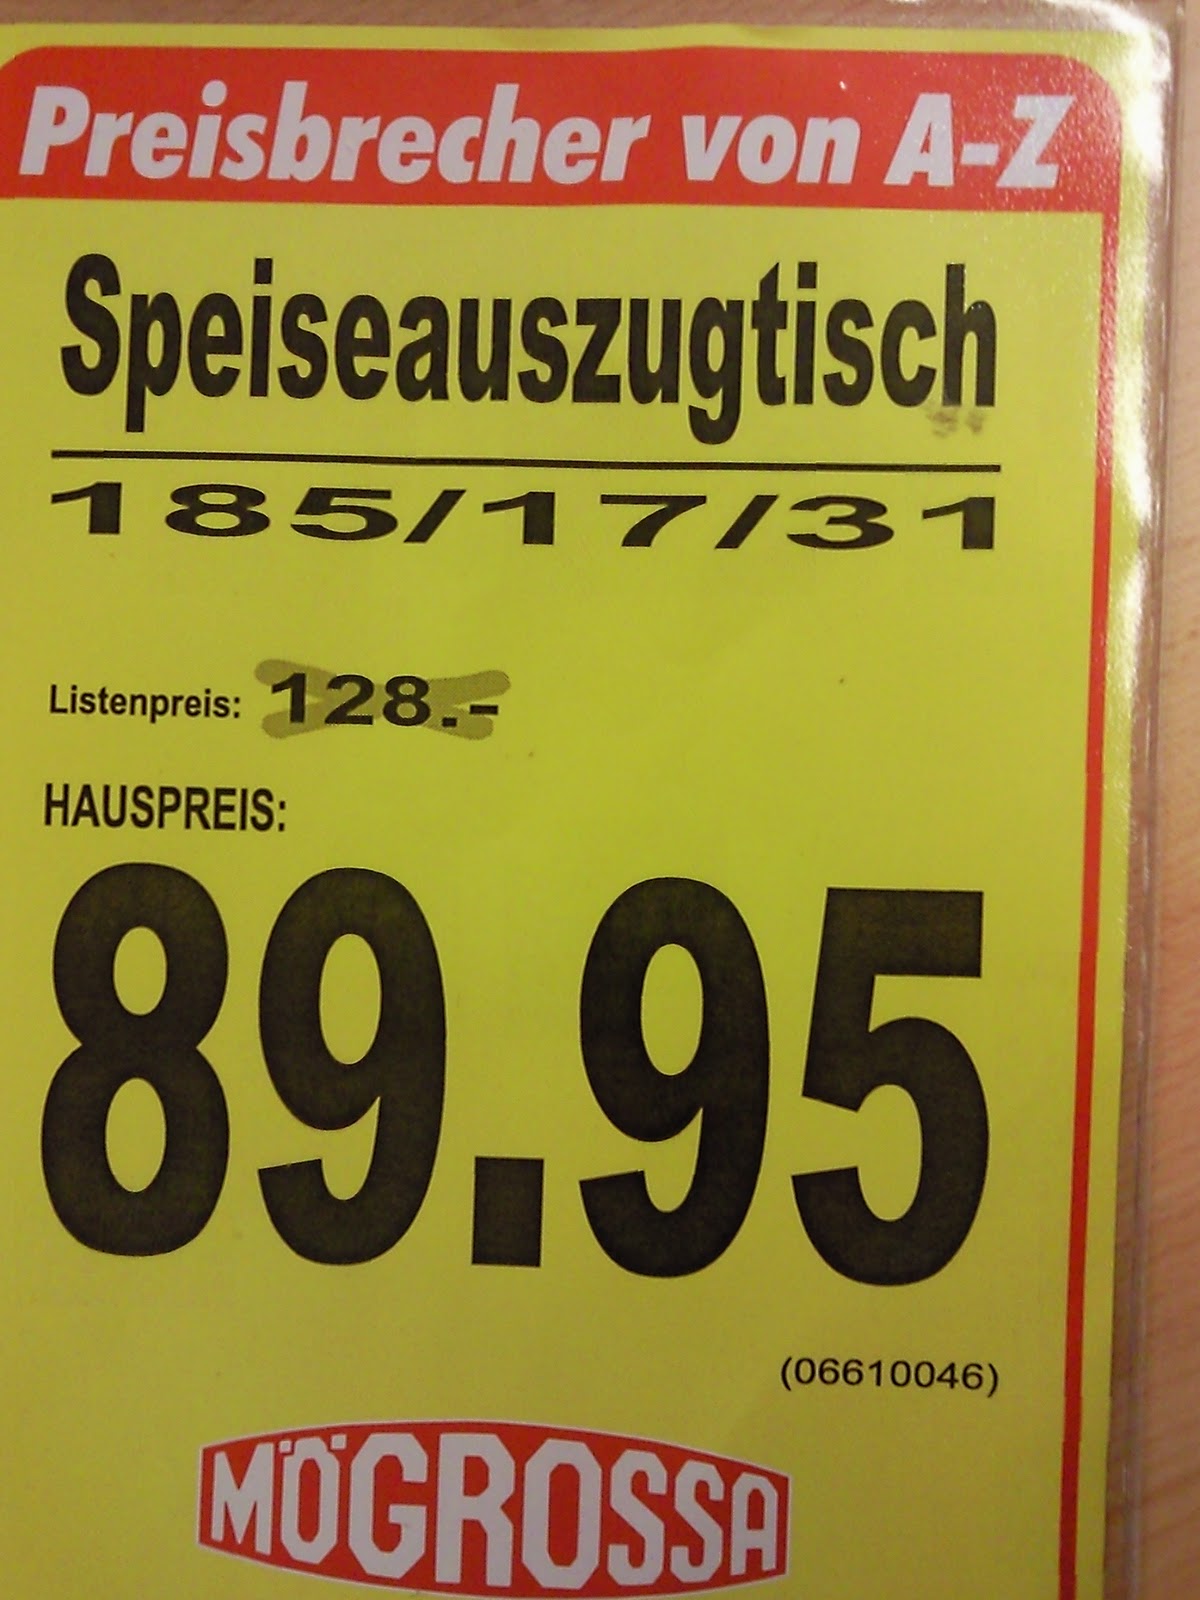 Preisbrecher von A-Z
Speiseauszugtisch
185/17/31
Listenpreis: 128.-
HAUSPREIS:
89.95
(06610046)
MÖGROSSA